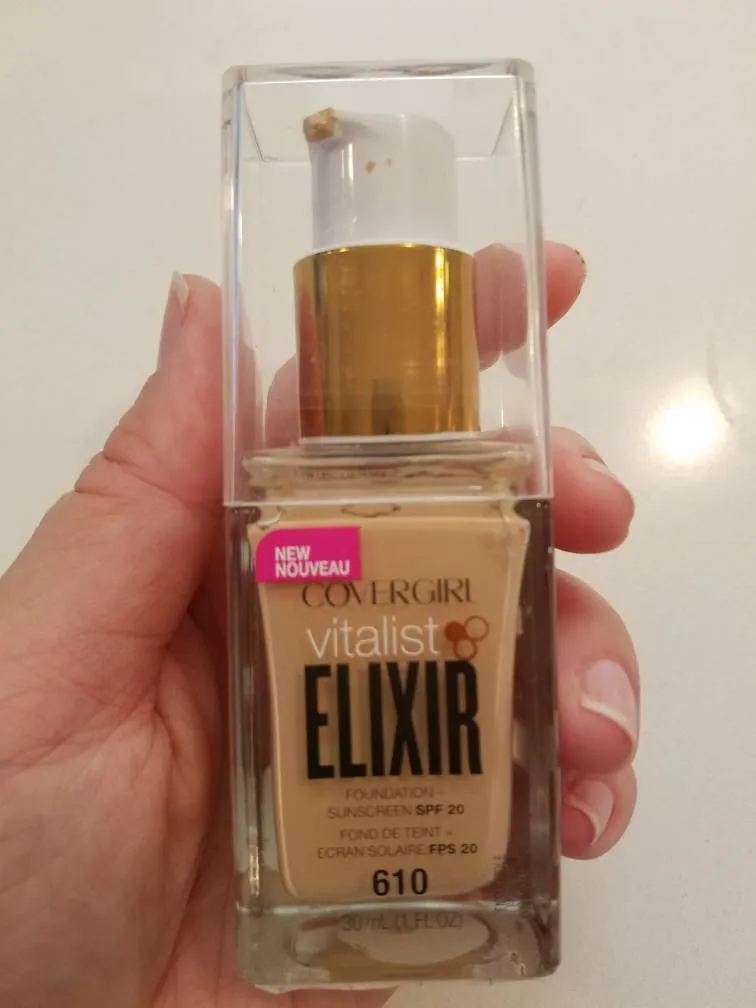 NEW
NOUVEAU
COVERGIRL
vitalist
ELIXIR
FOUNDATION +
SUNSCREEN SPF 20
FOND DE TEINT +
ECRAN SOLAIRE FPS 20
610
30 mL (1 FL OZ)